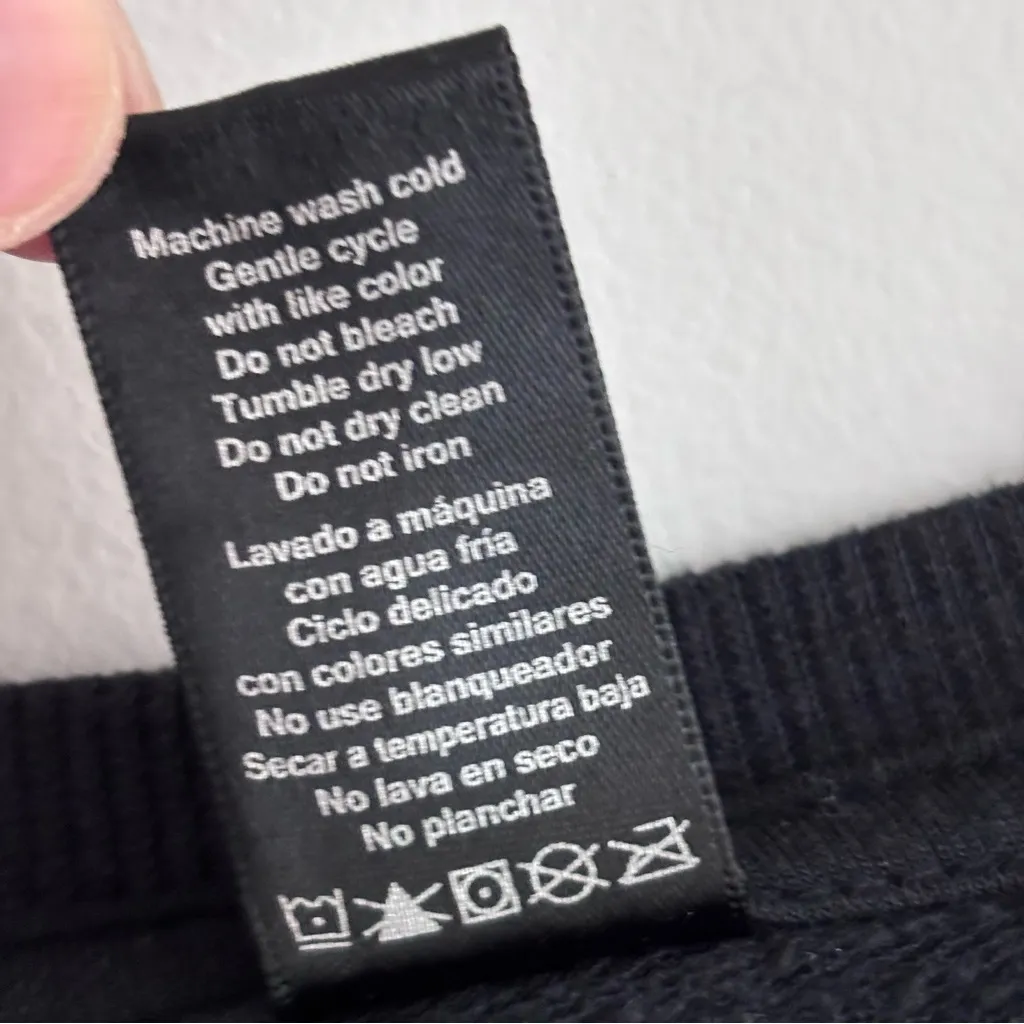 Machine wash cold
Gentle cycle
with like color
Do not bleach
Tumble dry low
Do not dry clean
Do not iron
Lavado a máquina
con agua fría
Ciclo delicado
con colores similares
No use blanqueador
Secar a temperatura baja
No lava en seco
No planchar